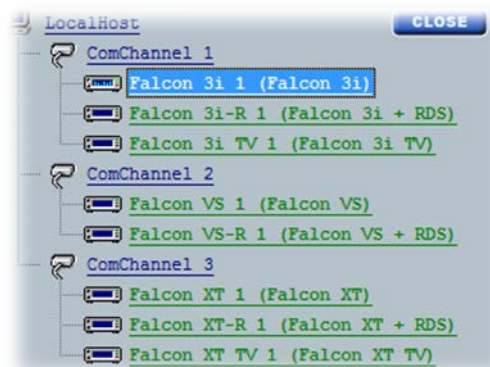 LocalHost CLOSE
ComChannel 1
Falcon 3i 1 (Falcon 3i)
Falcon 3i-R 1 (Falcon 3i + RDS)
Falcon 3i TV 1 (Falcon 3i TV)
ComChannel 2
Falcon VS 1 (Falcon VS)
Falcon VS-R 1 (Falcon VS + RDS)
ComChannel 3
Falcon XT 1 (Falcon XT)
Falcon XT-R 1 (Falcon XT + RDS)
Falcon XT TV 1 (Falcon XT TV)